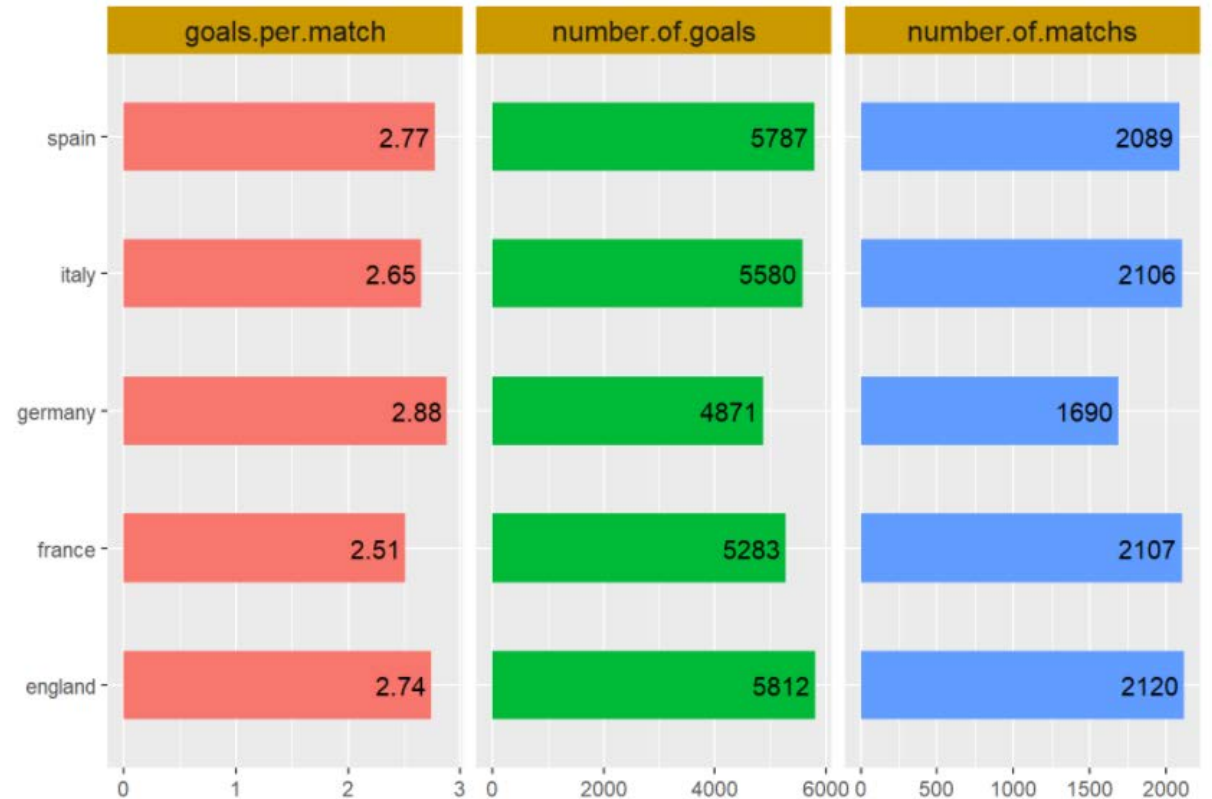 goals.per.match number.of.goals number.of.matchs
spain 2.77 5787 2089
italy 2.65 5580 2106
germany 2.88 4871 1690
france 2.51 5283 2107
england 2.74 5812 2120
0 1 2 3 0 2000 4000 6000 0 500 1000 1500 2000